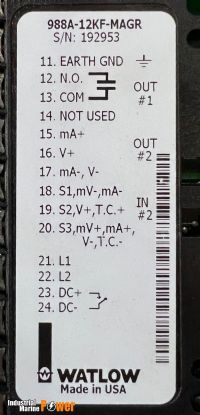 988A-12KF-MAGR
S/N: 192953
11. EARTH GND
12. N.O.
13. COM
OUT
#1
14. NOT USED
15. mA+
16. V+
OUT
#2
17. mA-, V-
18. S1,mV-,mA-
19. S2,V+,T.C.+
IN
#2
20. S3,mV+,mA+
V-,T.C.-
21. L1
22. L2
23. DC+
24. DC-
WATLOW
Made in USA
Industrial
Marine Power